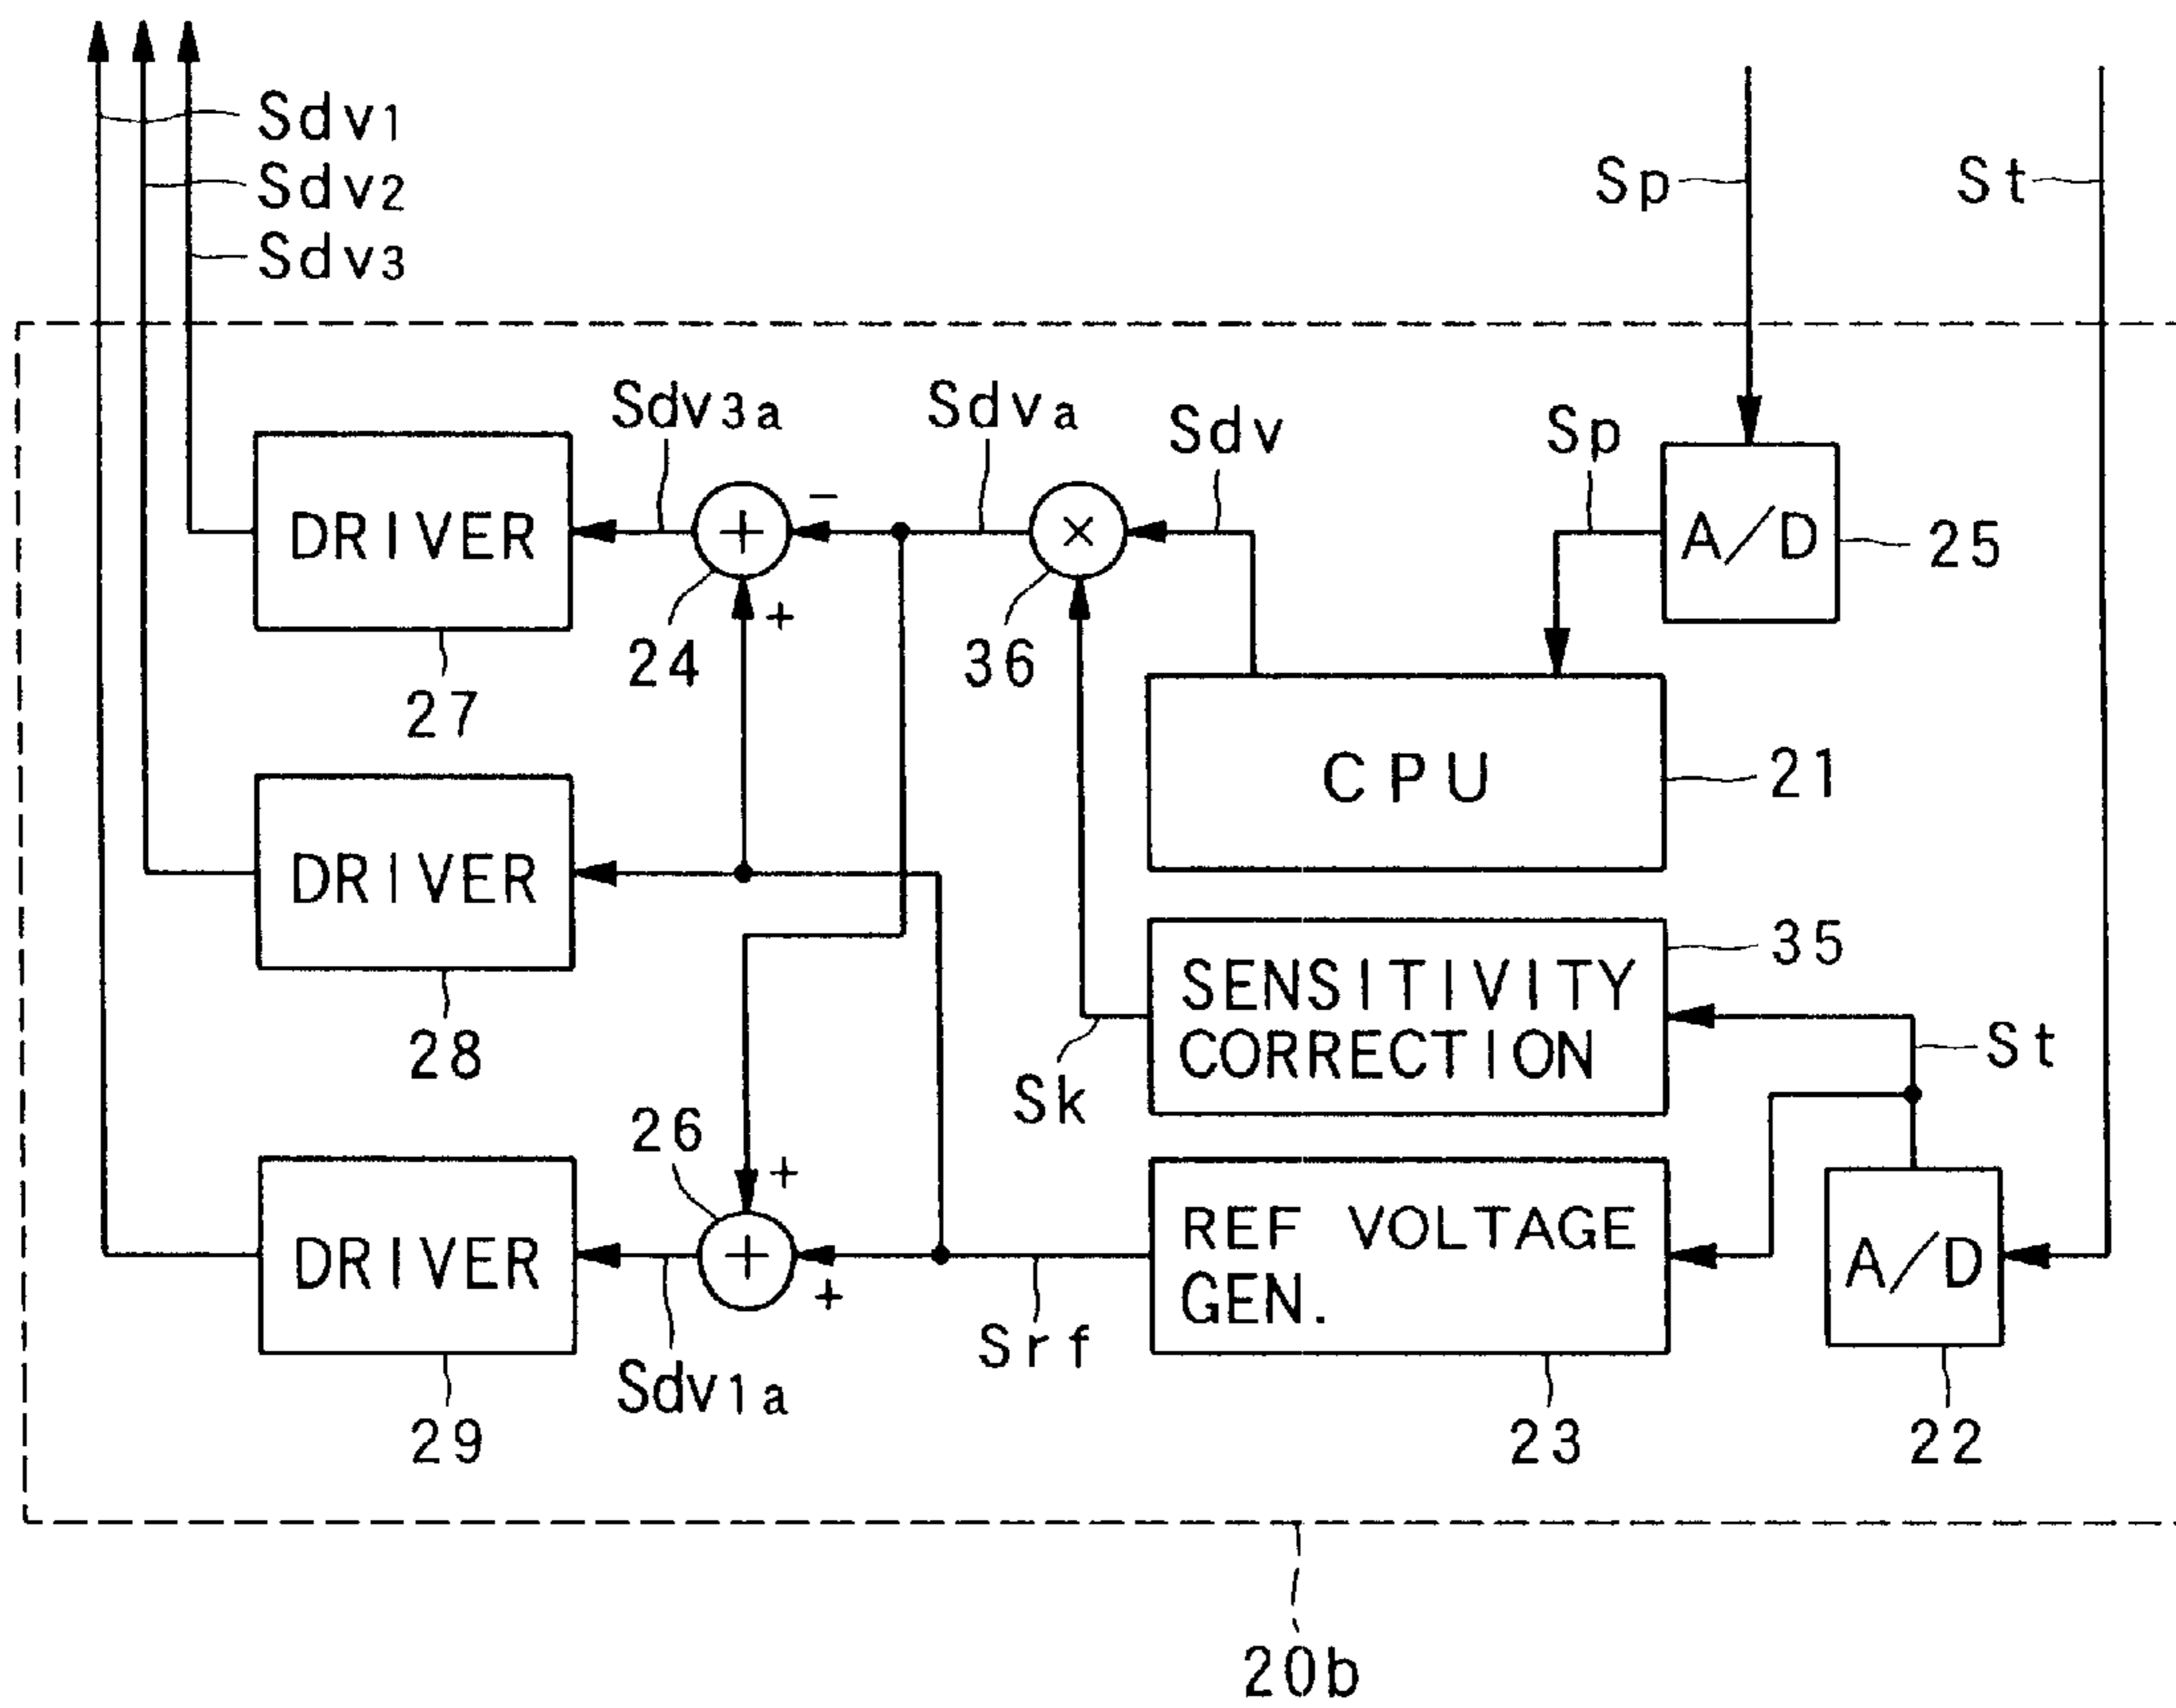 Sdv1
Sdv2
Sdv3
Sp
St
Sdv3a
Sdva
Sdv
Sp
DRIVER
+
−
×
A/D
25
+
24
36
27
CPU
21
DRIVER
28
35
SENSITIVITY
CORRECTION
St
Sk
26
+
DRIVER
+
+
REF VOLTAGE
GEN.
A/D
Srf
Sdv1a
29
23
22
20b